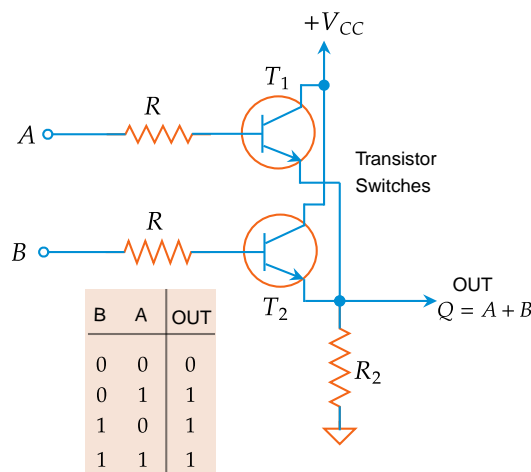 +V_CC
T₁
R
A
Transistor
Switches
R
B
T₂
OUT
Q = A + B
R₂
B A OUT
0 0 0
0 1 1
1 0 1
1 1 1